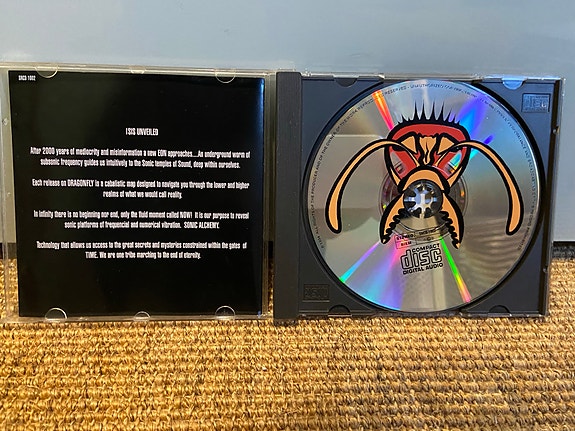 SRCD 1002
ISIS UNVEILED
After 2000 years of mediocrity and misinformation a new EON approaches....An underground worm of
subsonic frequency guides us intuitively to the Sonic temples of Sound, deep within ourselves.
Each release on DRAGONFLY is a cabalistic map designed to navigate you through the lower and higher
realms of what we would call reality.
In infinity there is no beginning nor end, only the fluid moment called NOW! It is our purpose to reveal
sonic platforms of frequencial and numerical vibration. SONIC ALCHEMY.
Technology that allows us access to the great secrets and mysteries constrained within the gates of
TIME. We are one tribe marching to the end of eternity.
COMPACT
disc
DIGITAL AUDIO